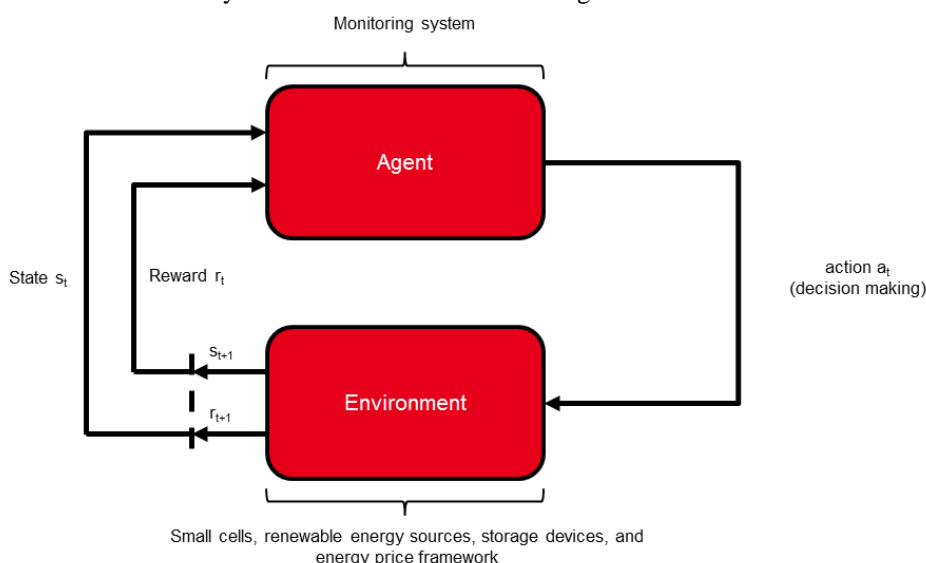 Monitoring system
Agent
State sₜ
Reward rₜ
action aₜ
(decision making)
sₜ₊₁
Environment
rₜ₊₁
Small cells, renewable energy sources, storage devices, and
energy price framework